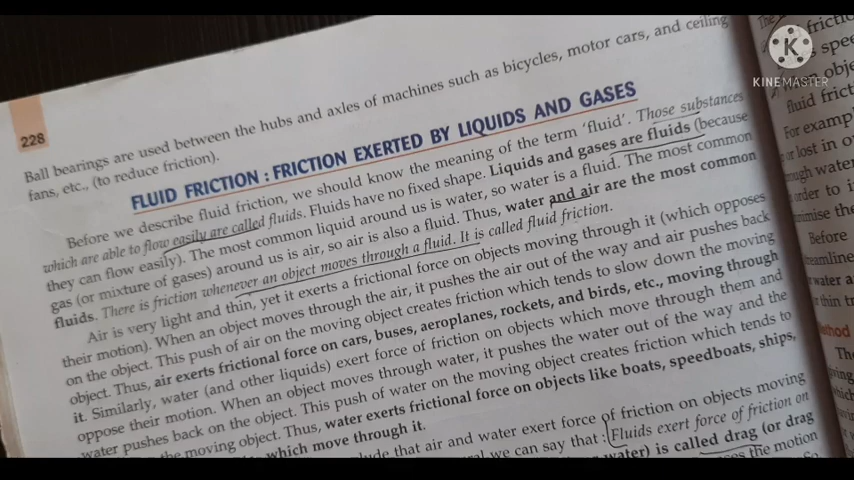 228
Ball bearings are used between the hubs and axles of machines such as bicycles, motor cars, and ceiling
fans, etc., (to reduce friction).
FLUID FRICTION : FRICTION EXERTED BY LIQUIDS AND GASES
Before we describe fluid friction, we should know the meaning of the term 'fluid'. Those substances
which are able to flow easily are called fluids. Fluids have no fixed shape. Liquids and gases are fluids (because
they can flow easily). The most common liquid around us is water, so water is a fluid. The most common
gas (or mixture of gases) around us is air, so air is also a fluid. Thus, water and air are the most common
fluids. There is friction whenever an object moves through a fluid. It is called fluid friction.
Air is very light and thin, yet it exerts a frictional force on objects moving through it (which opposes
their motion). When an object moves through the air, it pushes the air out of the way and air pushes back
on the object. This push of air on the moving object creates friction which tends to slow down the moving
object. Thus, air exerts frictional force on cars, buses, aeroplanes, rockets, and birds, etc., moving through
it. Similarly, water (and other liquids) exert force of friction on objects which move through them and
oppose their motion. When an object moves through water, it pushes the water out of the way and the
water pushes back on the object. This push of water on the moving object creates friction which tends to
the moving object. Thus, water exerts frictional force on objects like boats, speedboats, ships,
which move through it.
that air and water exert force of friction on objects moving
we can say that : Fluids exert force of friction on
water) is called drag (or drag
the motion
KINEMASTER
fluid frict
For exampl
or lost in o
Before